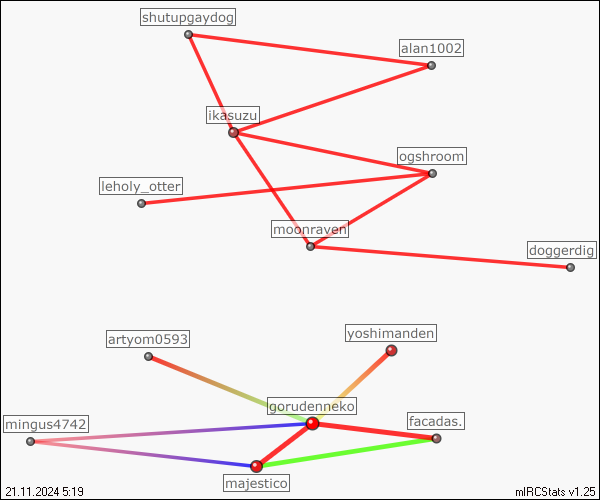 shutupgaydog
alan1002
ikasuzu
ogshroom
leholy_otter
moonraven
doggerdig
artyom0593
yoshimanden
gorudenneko
mingus4742
facadas.
majestico
21.11.2024 5:19
mIRCStats v1.25